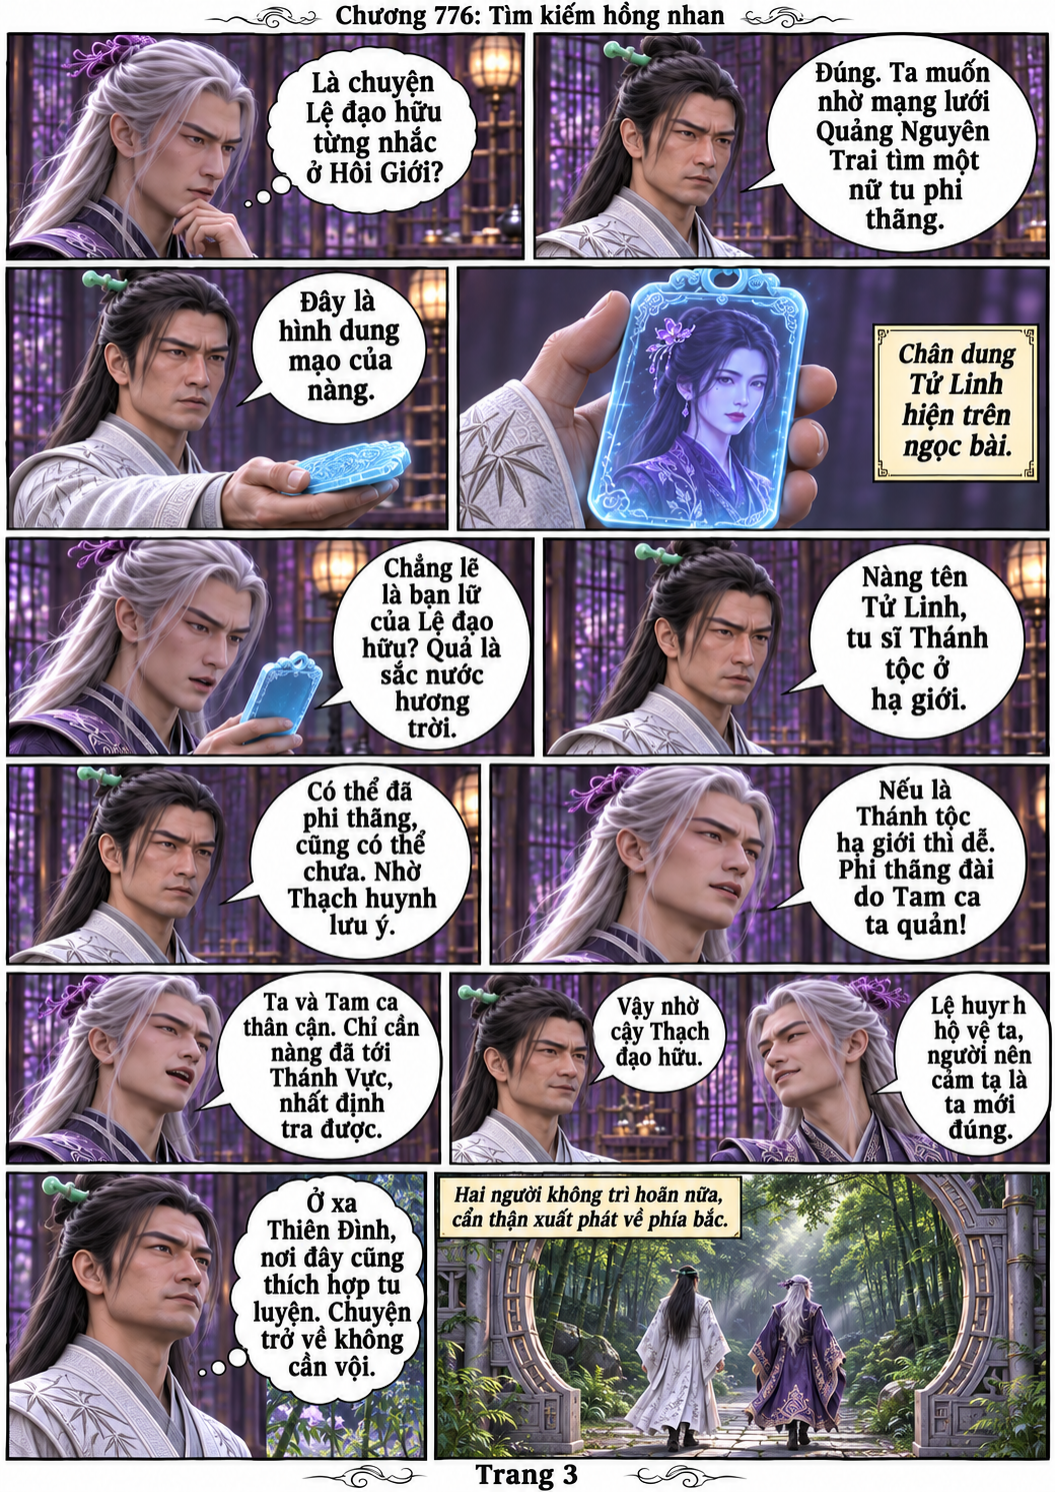 Chương 776: Tìm kiếm hồng nhan
Là chuyện
Lệ đạo hữu
từng nhắc
ở Hôi Giới?
Đúng. Ta muốn
nhờ mạng lưới
Quảng Nguyên
Trai tìm một
nữ tu phi
thãng.
Đây là
hình dung
mạo của
nàng.
Chân dung
Tử Linh
hiện trên
ngọc bài.
Chẳng lẽ
là bạn lữ
của Lệ đạo
hữu? Quả là
sắc nước
hương
trời.
Nàng tên
Tử Linh,
tu sĩ Thánh
tộc ở
hạ giới.
Có thể đã
phi thãng,
cũng có thể
chưa. Nhờ
Thạch huynh
lưu ý.
Nếu là
Thánh tộc
hạ giới thì dễ.
Phi thãng đài
do Tam ca
ta quản!
Ta và Tam ca
thân cận. Chỉ cần
nàng đã tới
Thánh Vực,
nhất định
tra được.
Vậy nhờ
cậy Thạch
đạo hữu.
Lệ huyr h
hộ vệ ta,
người nên
cảm tạ là
ta mới
đúng.
Ở xa
Thiên Đình,
nơi đây cũng
thích hợp tu
luyện. Chuyện
trở về không
cần vội.
Hai người không trì hoãn nữa,
cẩn thận xuất phát về phía bắc.
Trang 3